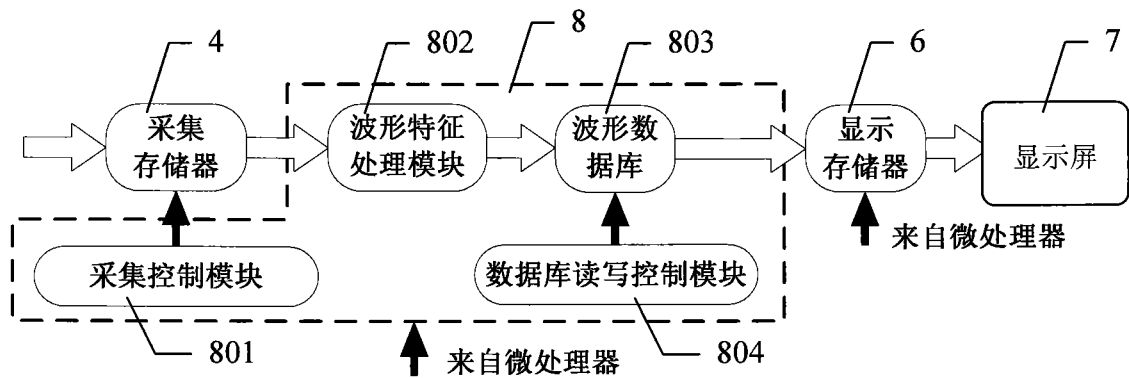 4
802
8
803
6
7
采集
存储器
波形特征
处理模块
波形数
据库
显示
存储器
显示屏
采集控制模块
数据库读写控制模块
来自微处理器
801
来自微处理器
804